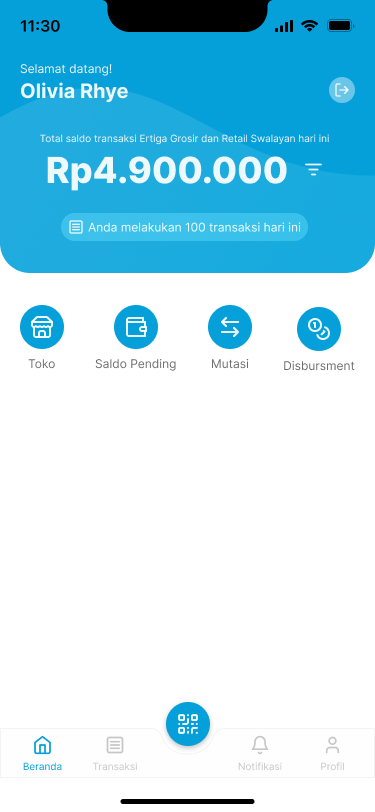 11:30
Selamat datang!
Olivia Rhye
Total saldo transaksi Ertiga Grosir dan Retail Swalayan hari ini
Rp4.900.000
Anda melakukan 100 transaksi hari ini
Toko
Saldo Pending
Mutasi
Disbursment
Beranda
Transaksi
Notifikasi
Profil